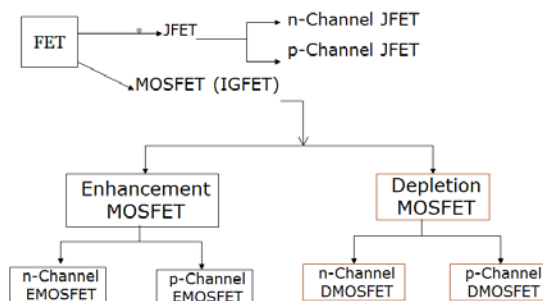 n-Channel JFET
FET
JFET
p-Channel JFET
MOSFET (IGFET)
Enhancement
MOSFET
Depletion
MOSFET
n-Channel
EMOSFET
p-Channel
EMOSFET
n-Channel
DMOSFET
p-Channel
DMOSFET